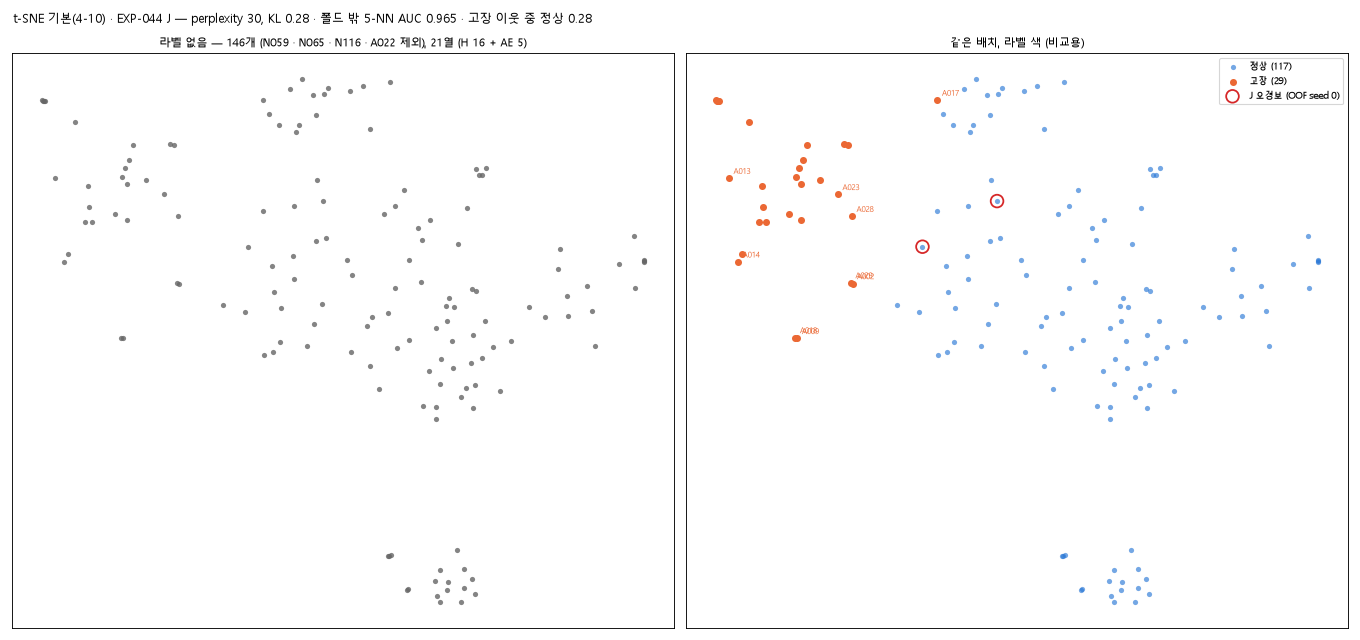 t-SNE 기본(4-10) · EXP-044 J — perplexity 30, KL 0.28 · 폴드 밖 5-NN AUC 0.965 · 고장 이웃 중 정상 0.28
라벨 없음 — 146개 (N059 · N065 · N116 · A022 제외), 21열 (H 16 + AE 5)
같은 배치, 라벨 색 (비교용)
정상 (117)
고장 (29)
J 오경보 (OOF seed 0)
A017
A013
A023
A028
A014